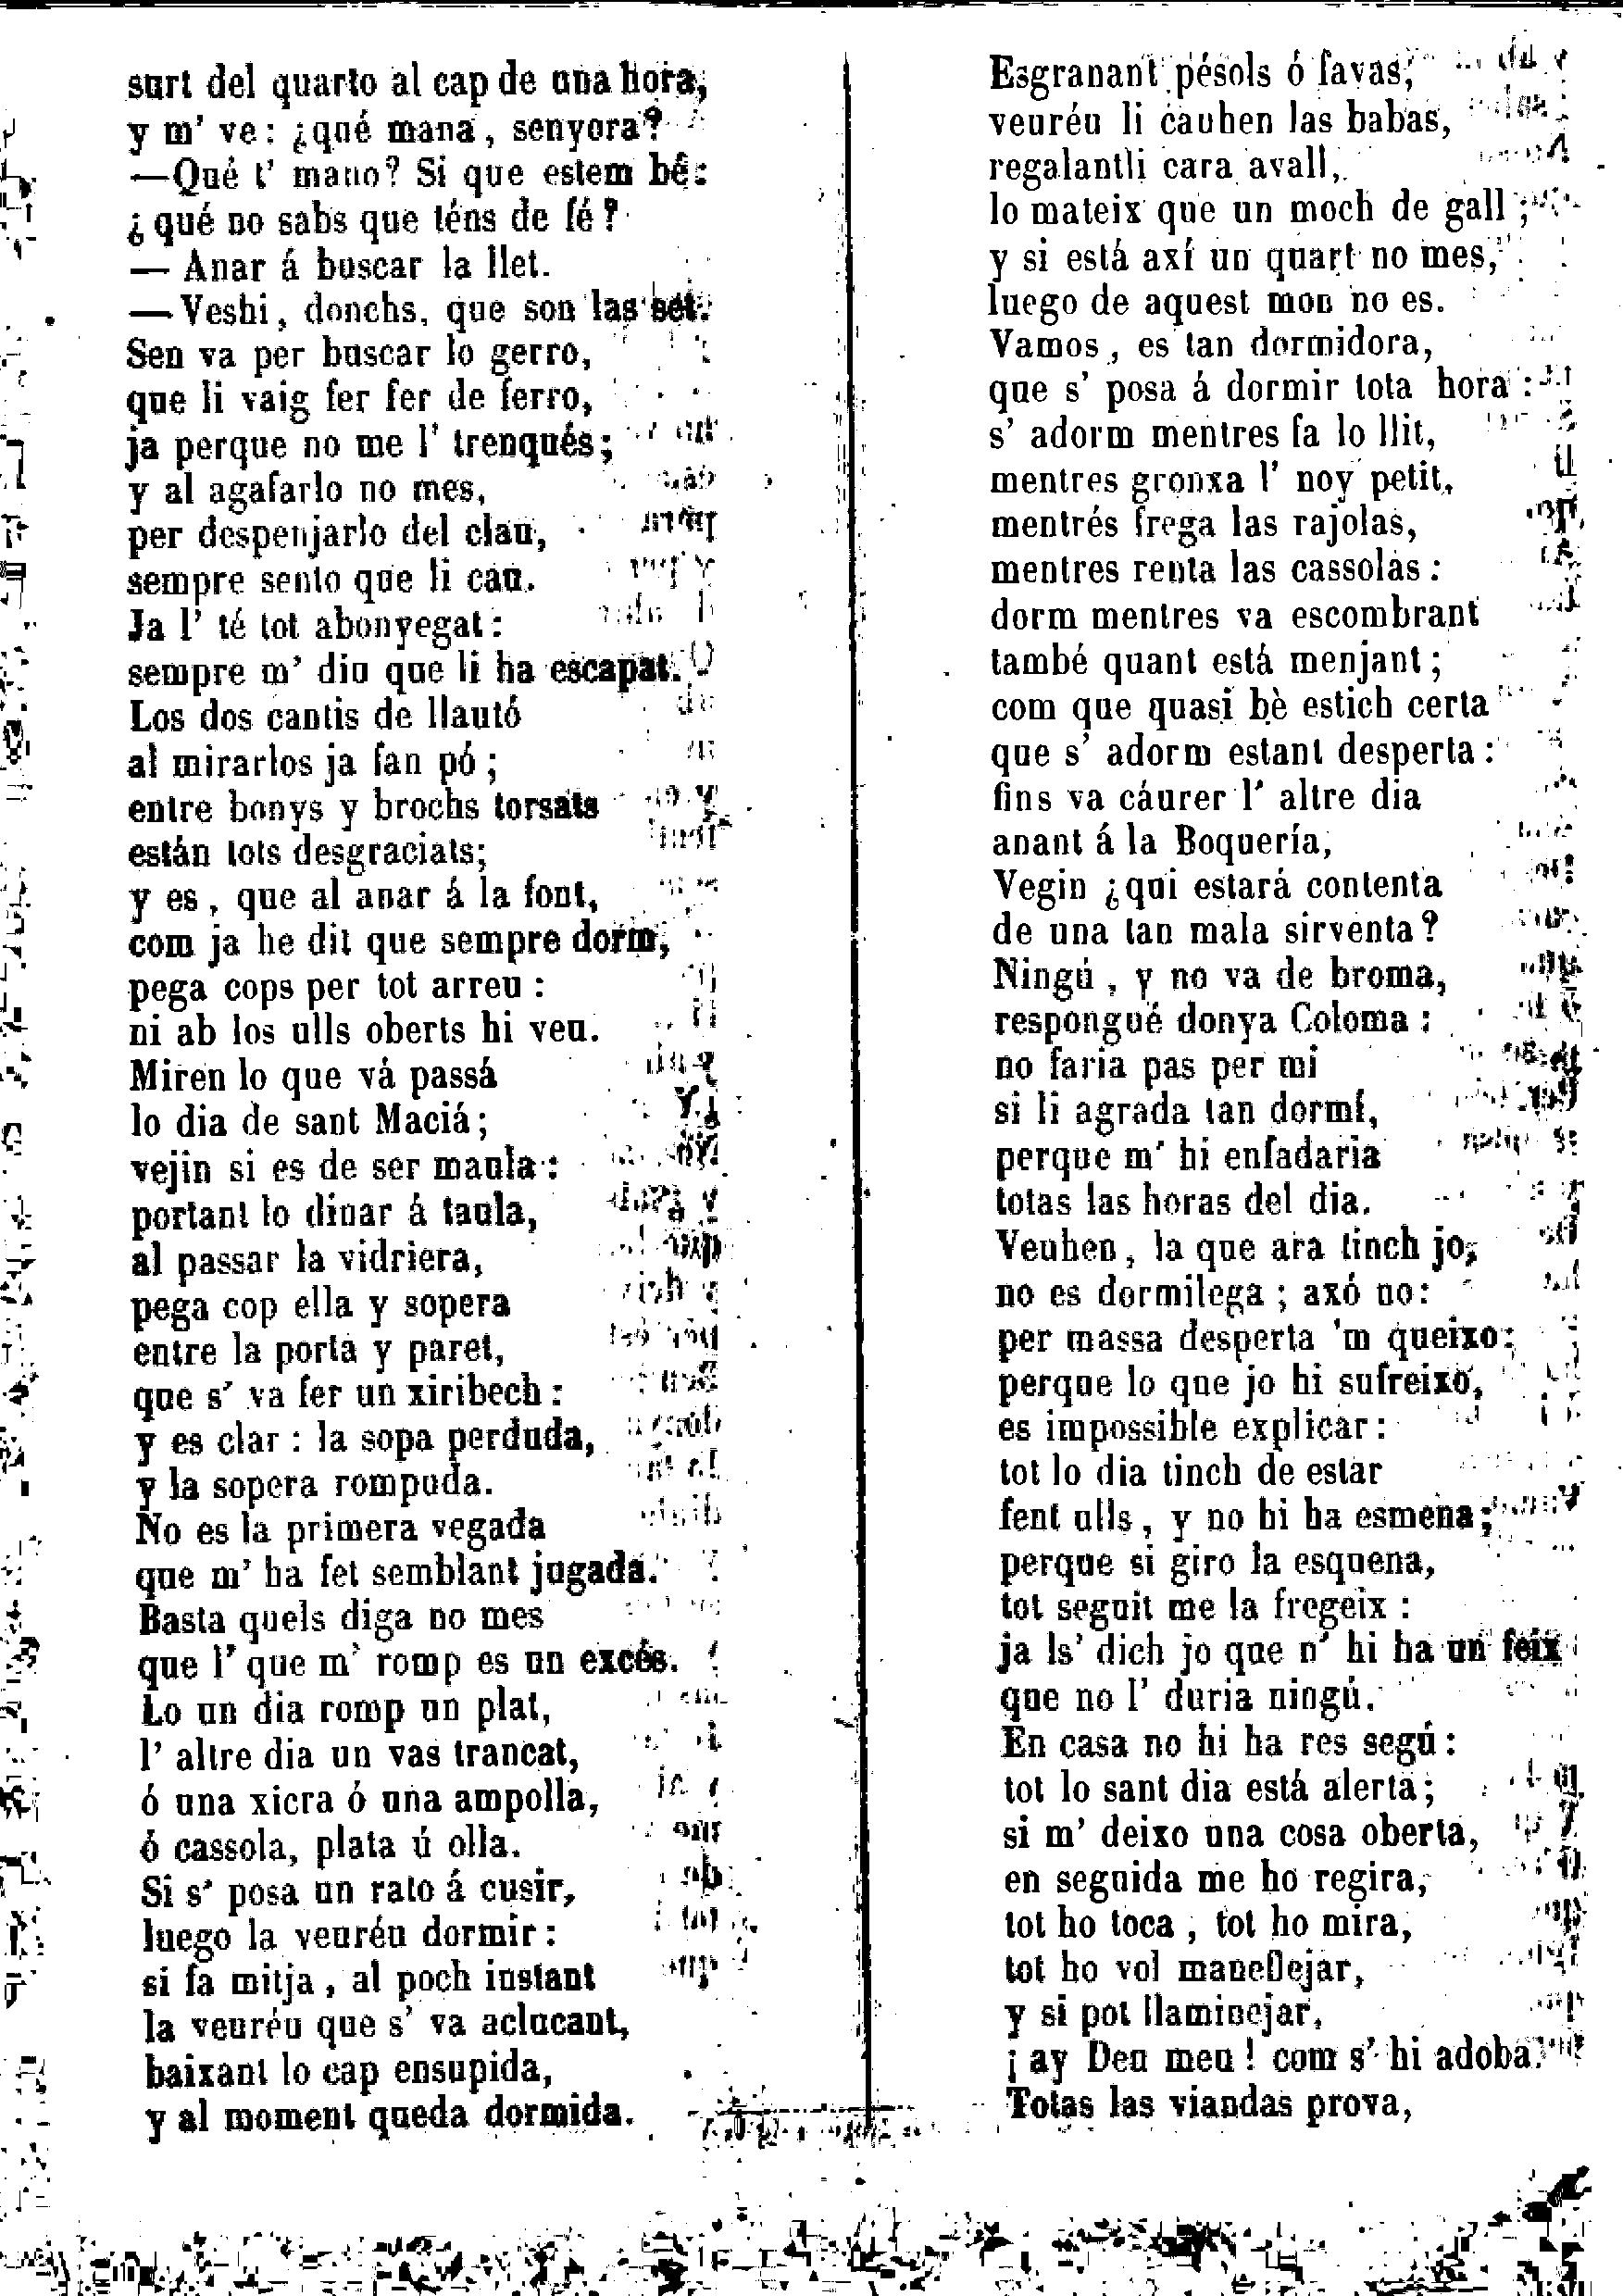 surt del quarto al cap de una hora,
y m' ve: ¿qué mana, senyora?
—Qué t' mano? Si que estem bé:
¿qué no sabs que téns de fé?
— Anar á buscar la llet.
— Veshi, donchs, que son las set.
Sen va per buscar lo gerro,
que li vaig fer fer de ferro,
ja perque no me l' trenqués;
y al agafarlo no mes,
per despenjarlo del clau,
sempre sento que li cau.
Ja l' té tot abonyegat:
sempre m' diu que li ha escapat.
Los dos cantis de llautó
al mirarlos ja fan pó;
entre bonys y brochs torsats
están tots desgraciats;
y es, que al anar á la font,
com ja he dit que sempre dorm,
pega cops per tot arreu:
ni ab los ulls oberts hi veu.
Miren lo que vá passá
lo dia de sant Maciá;
vejin si es de ser maula:
portant lo dinar á taula,
al passar la vidriera,
pega cop ella y sopera
entre la porta y paret,
que s' va fer un xiribech:
y es clar: la sopa perduda,
y la sopera rompuda.
No es la primera vegada
que m' ha fet semblant jugada.
Basta quels diga no mes
que l' que m' romp es un excés.
Lo un dia romp un plat,
l' altre dia un vas trancat,
ó una xicra ó una ampolla,
ó cassola, plata ú olla.
Si s' posa un rato á cusir,
luego la veuréu dormir:
si fa mitja, al poch instant
la veuréu que s' va aclucant,
baixant lo cap ensupida,
y al moment queda dormida.
Esgranant pésols ó favas,
veuréu li cauhen las babas,
regalantli cara avall,
lo mateix que un moch de gall;
y si está axí un quart no mes,
luego de aquest mon no es.
Vamos, es tan dormidora,
que s' posa á dormir tota hora:
s' adorm mentres fa lo llit,
mentres gronxa l' noy petit,
mentrés frega las rajolas,
mentres renta las cassolas:
dorm mentres va escombrant
també quant está menjant;
com que quasi bè estich certa
que s' adorm estant desperta:
fins va cáurer l' altre dia
anant á la Boquería,
Vegin ¿qui estará contenta
de una tan mala sirventa?
Ningú, y no va de broma,
respongué donya Coloma:
no faria pas per mi
si li agrada tan dormí,
perque m' hi enfadaria
totas las horas del dia.
Veuhen, la que ara tinch jo,
no es dormilega; axó no:
per massa desperta 'm queixo:
perque lo que jo hi sufreixo,
es impossible explicar:
tot lo dia tinch de estar
fent ulls, y no hi ha esmena;
perque si giro la esquena,
tot seguit me la fregeix:
ja ls' dich jo que n' hi ha un feix
que no l' duria ningú.
En casa no hi ha res segú:
tot lo sant dia está alerta;
si m' deixo una cosa oberta,
en seguida me ho regira,
tot ho toca, tot ho mira,
tot ho vol maneflejar,
y si pot llaminejar,
¡ay Deu meu! com s' hi adoba.
Totas las viandas prova,